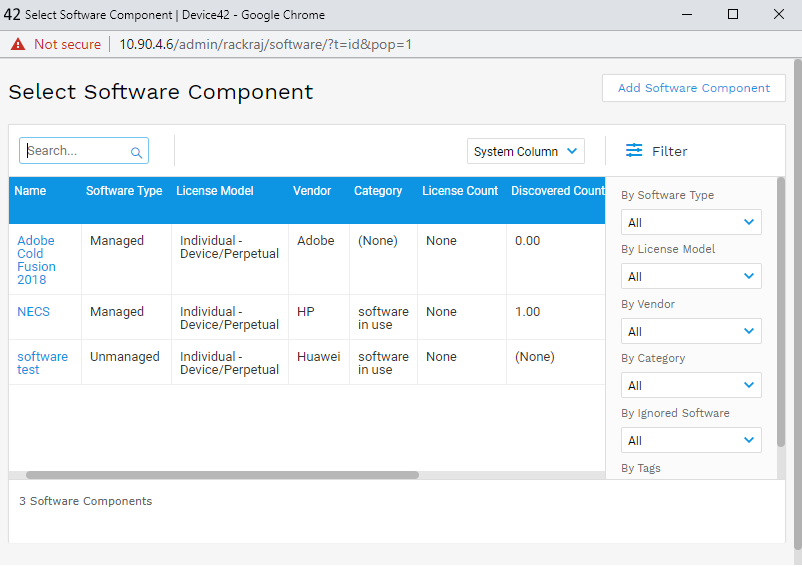 42 Select Software Component | Device42 - Google Chrome
Not secure 10.90.4.6/admin/rackraj/software/?t=id&pop=1
Select Software Component
Add Software Component
Search...
System Column
Filter
Name Software Type License Model Vendor Category License Count Discovered Count
Adobe Cold Fusion 2018 Managed Individual - Device/Perpetual Adobe (None) None 0.00
NECS Managed Individual - Device/Perpetual HP software in use None 1.00
software test Unmanaged Individual - Device/Perpetual Huawei software in use None (None)
By Software Type
All
By License Model
All
By Vendor
All
By Category
All
By Ignored Software
All
By Tags
3 Software Components